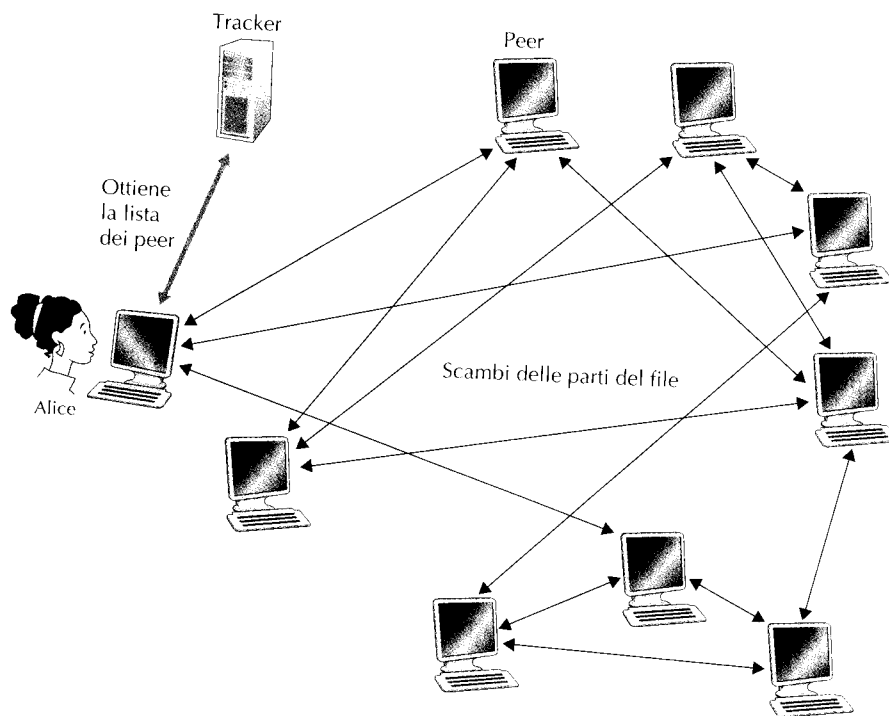 Tracker
Peer
Ottiene
la lista
dei peer
Scambi delle parti del file
Alice